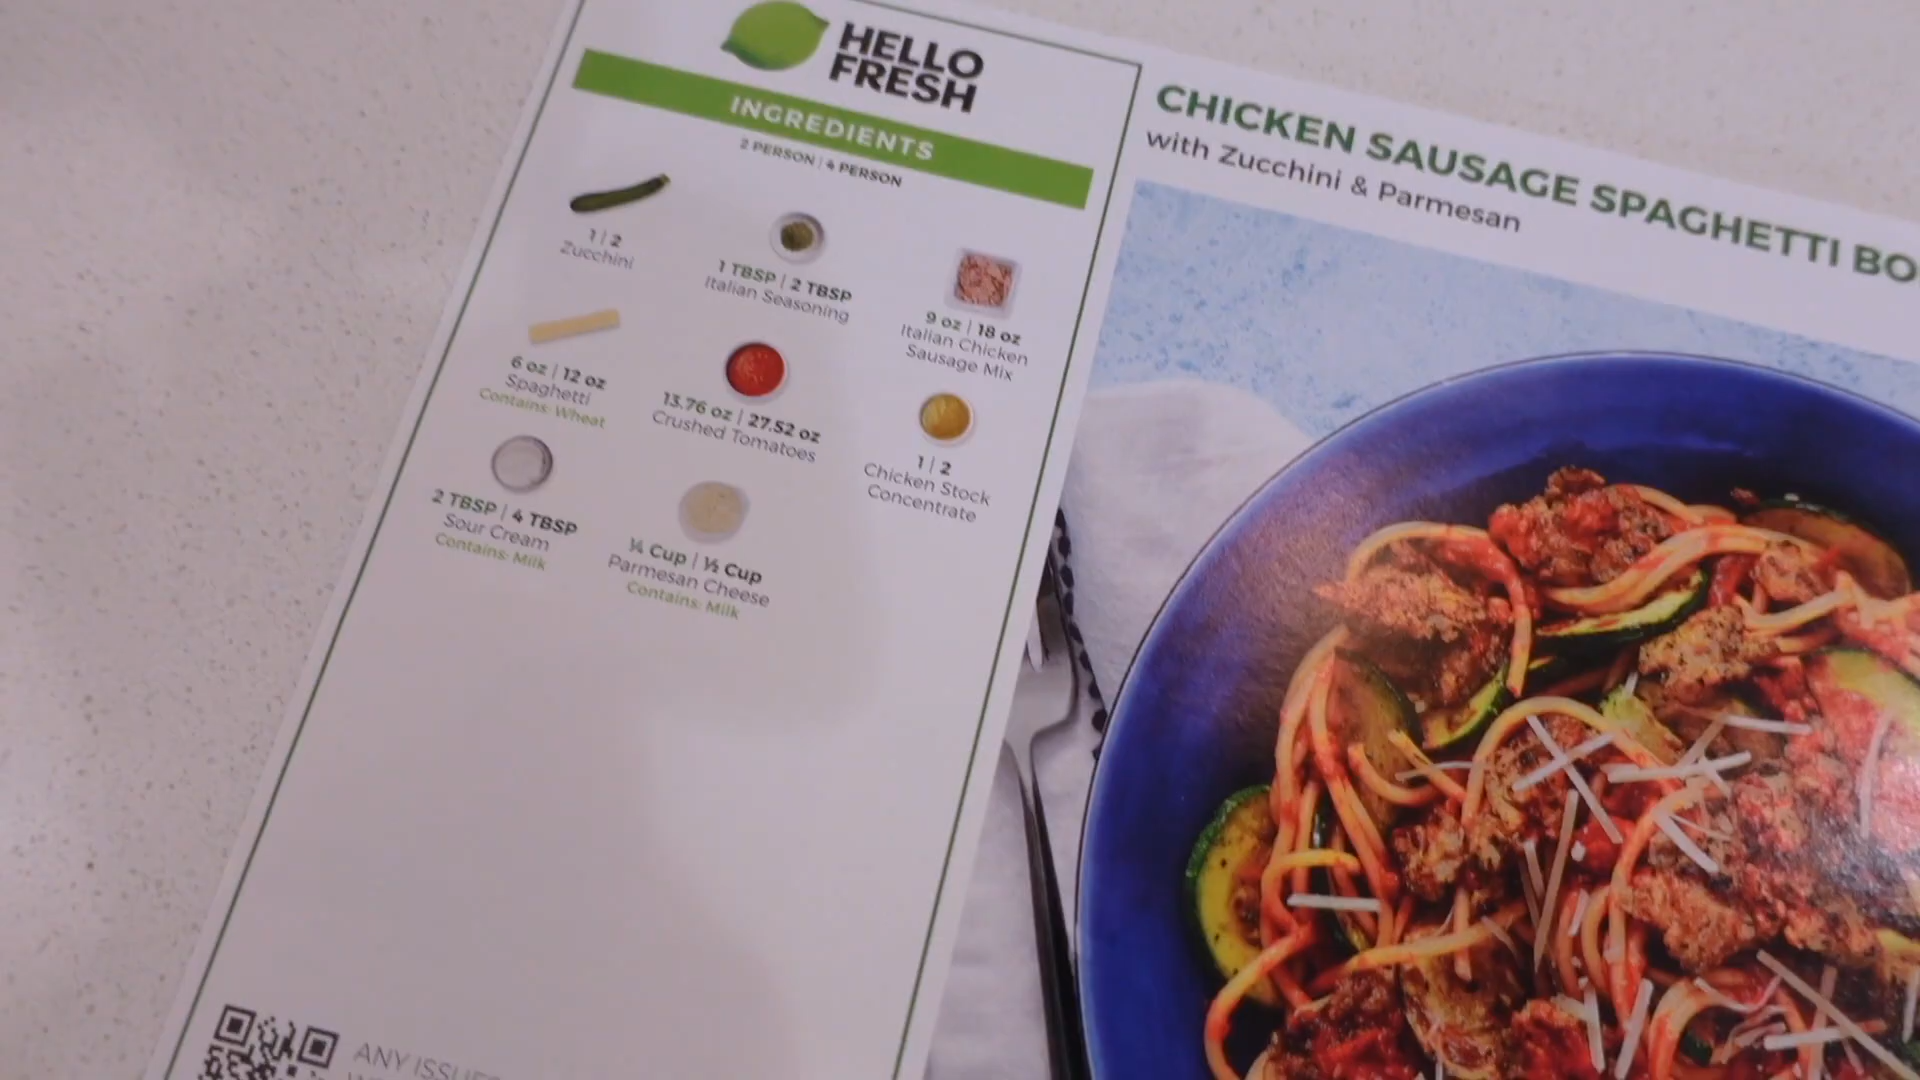 HELLO
FRESH
INGREDIENTS
2 PERSON | 4 PERSON
1 | 2
Zucchini
1 TBSP | 2 TBSP
Italian Seasoning
9 oz | 18 oz
Italian Chicken
Sausage Mix
6 oz | 12 oz
Spaghetti
Contains: Wheat
13.76 oz | 27.52 oz
Crushed Tomatoes
1 | 2
Chicken Stock
Concentrate
2 TBSP | 4 TBSP
Sour Cream
Contains: Milk
¼ Cup | ½ Cup
Parmesan Cheese
Contains: Milk
ANY ISSUES
CHICKEN SAUSAGE SPAGHETTI BO
with Zucchini & Parmesan